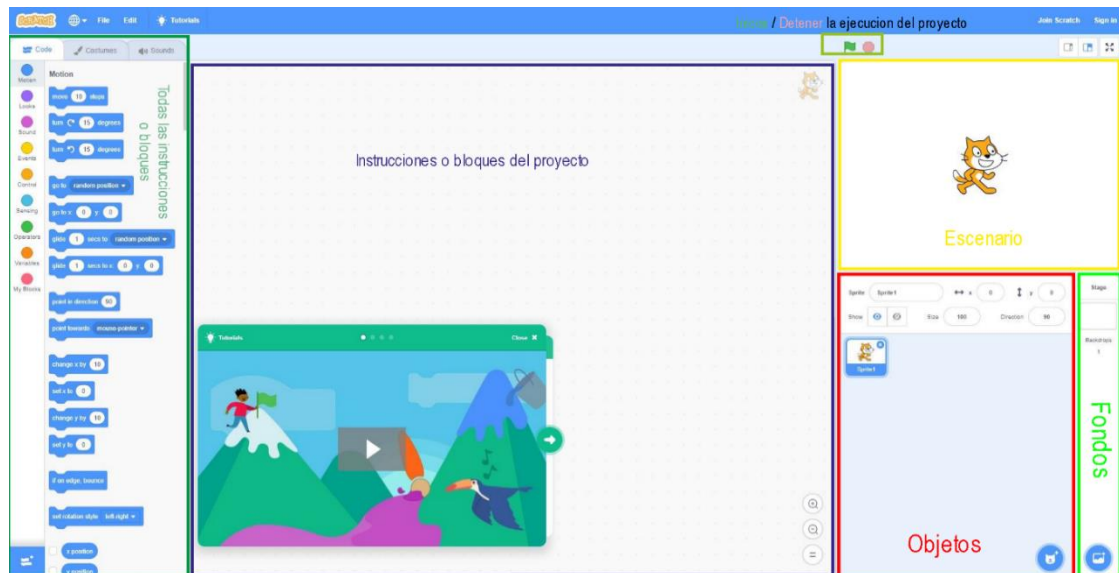 SCRATCH File Edit Tutorials
Iniciar / Detener la ejecucion del proyecto
Join Scratch Sign in
Code Costumes Sounds
Motion
Looks
Sound
Events
Control
Sensing
Operators
Variables
My Blocks
Motion
move 10 steps
turn 15 degrees
turn 15 degrees
go to random position
go to x: 0 y: 0
glide 1 secs to random position
glide 1 secs to x: 0 y: 0
point in direction 90
point towards mouse-pointer
change x by 10
set x to 0
change y by 10
set y to 0
if on edge, bounce
set rotation style left-right
x position
y position
Todas las instrucciones
o bloques
Instrucciones o bloques del proyecto
Tutorials Close X
Escenario
Sprite Sprite1 x 0 y 0
Show Size 100 Direction 90
Sprite1
Objetos
Stage
Backdrops
1
Fondos